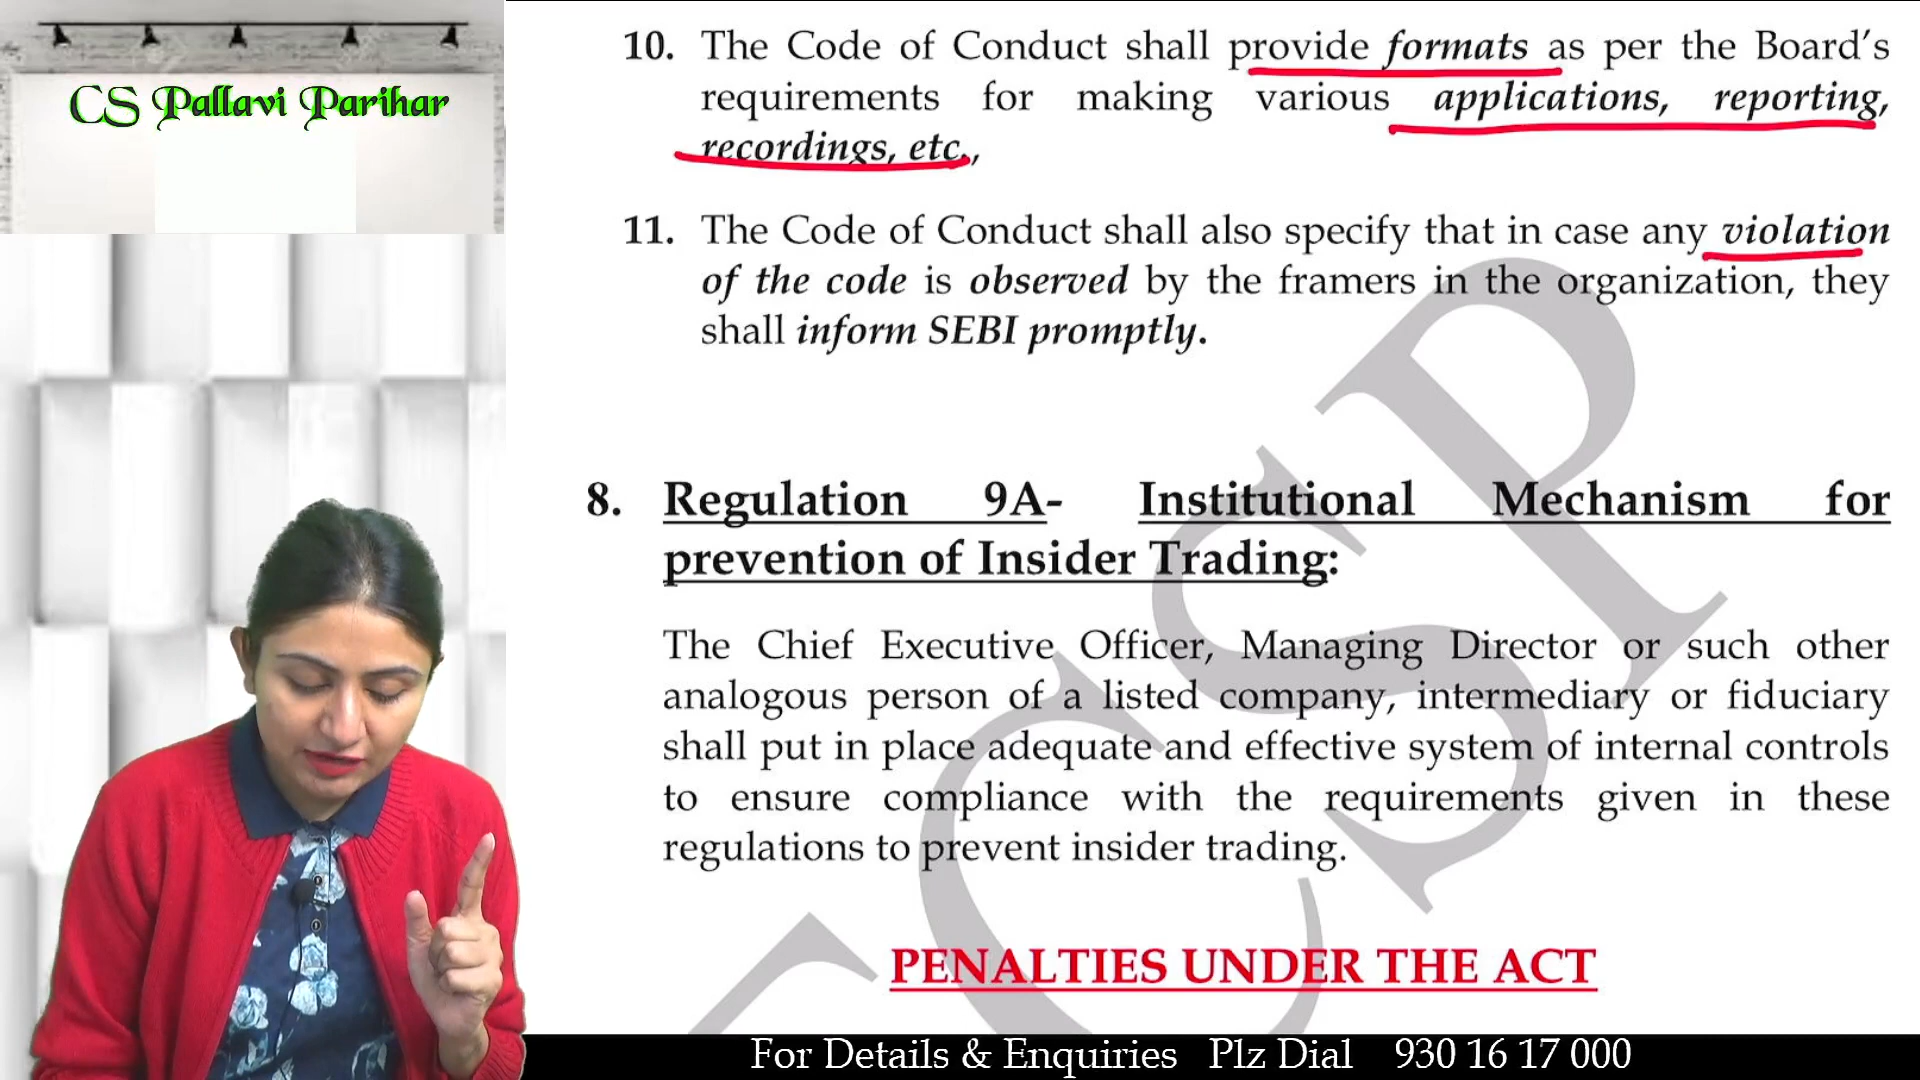 CS Pallavi Parihar
10. The Code of Conduct shall provide formats as per the Board's
requirements for making various applications, reporting,
recordings, etc.,
11. The Code of Conduct shall also specify that in case any violation
of the code is observed by the framers in the organization, they
shall inform SEBI promptly.
8. Regulation 9A- Institutional Mechanism for
prevention of Insider Trading:
The Chief Executive Officer, Managing Director or such other
analogous person of a listed company, intermediary or fiduciary
shall put in place adequate and effective system of internal controls
to ensure compliance with the requirements given in these
regulations to prevent insider trading.
PENALTIES UNDER THE ACT
CSP
For Details & Enquiries Plz Dial 930 16 17 000